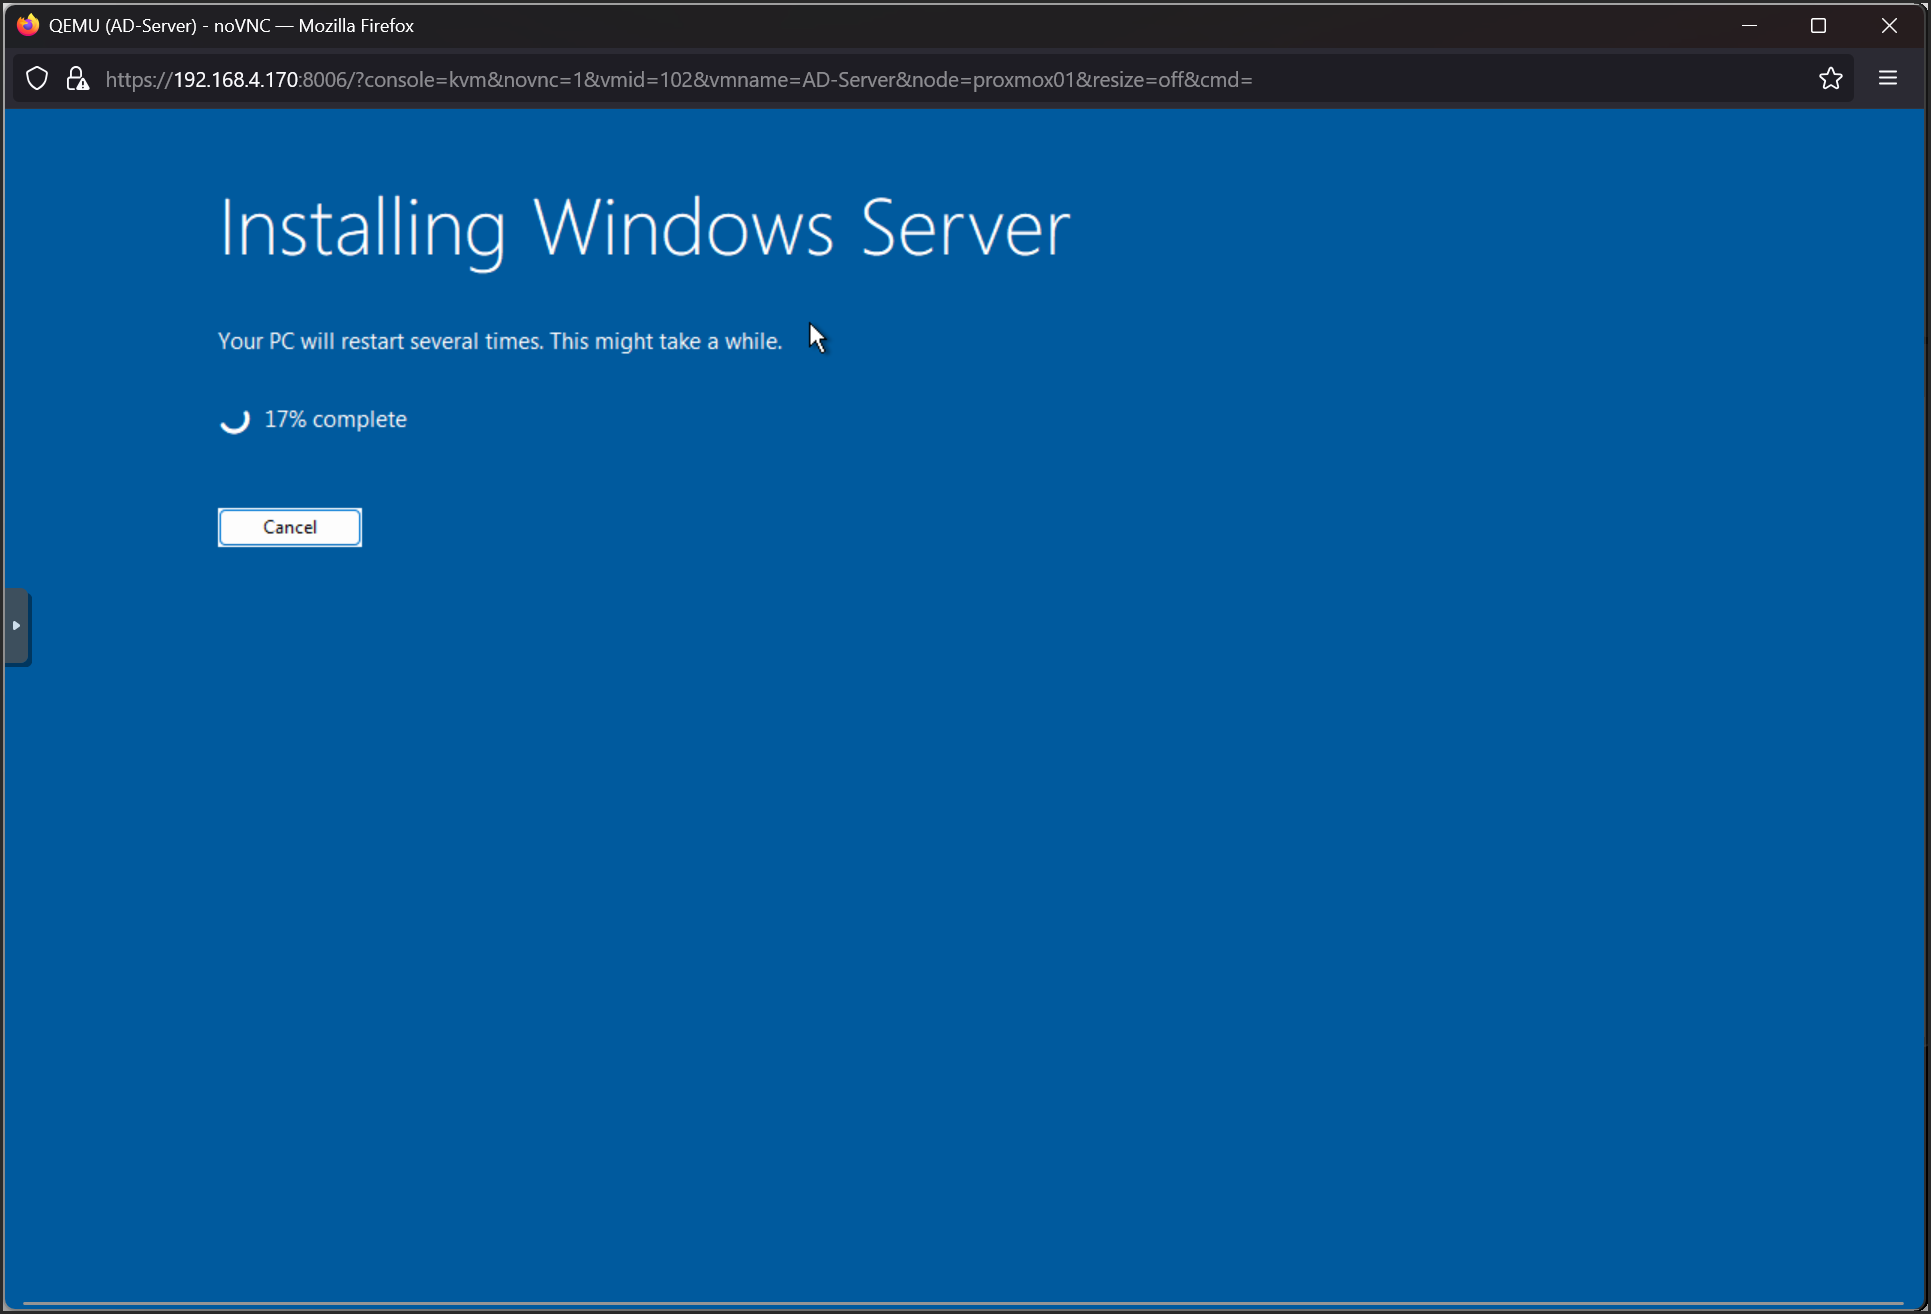 QEMU (AD-Server) - noVNC — Mozilla Firefox
https://192.168.4.170:8006/?console=kvm&novnc=1&vmid=102&vmname=AD-Server&node=proxmox01&resize=off&cmd=
Installing Windows Server
Your PC will restart several times. This might take a while.
17% complete
Cancel